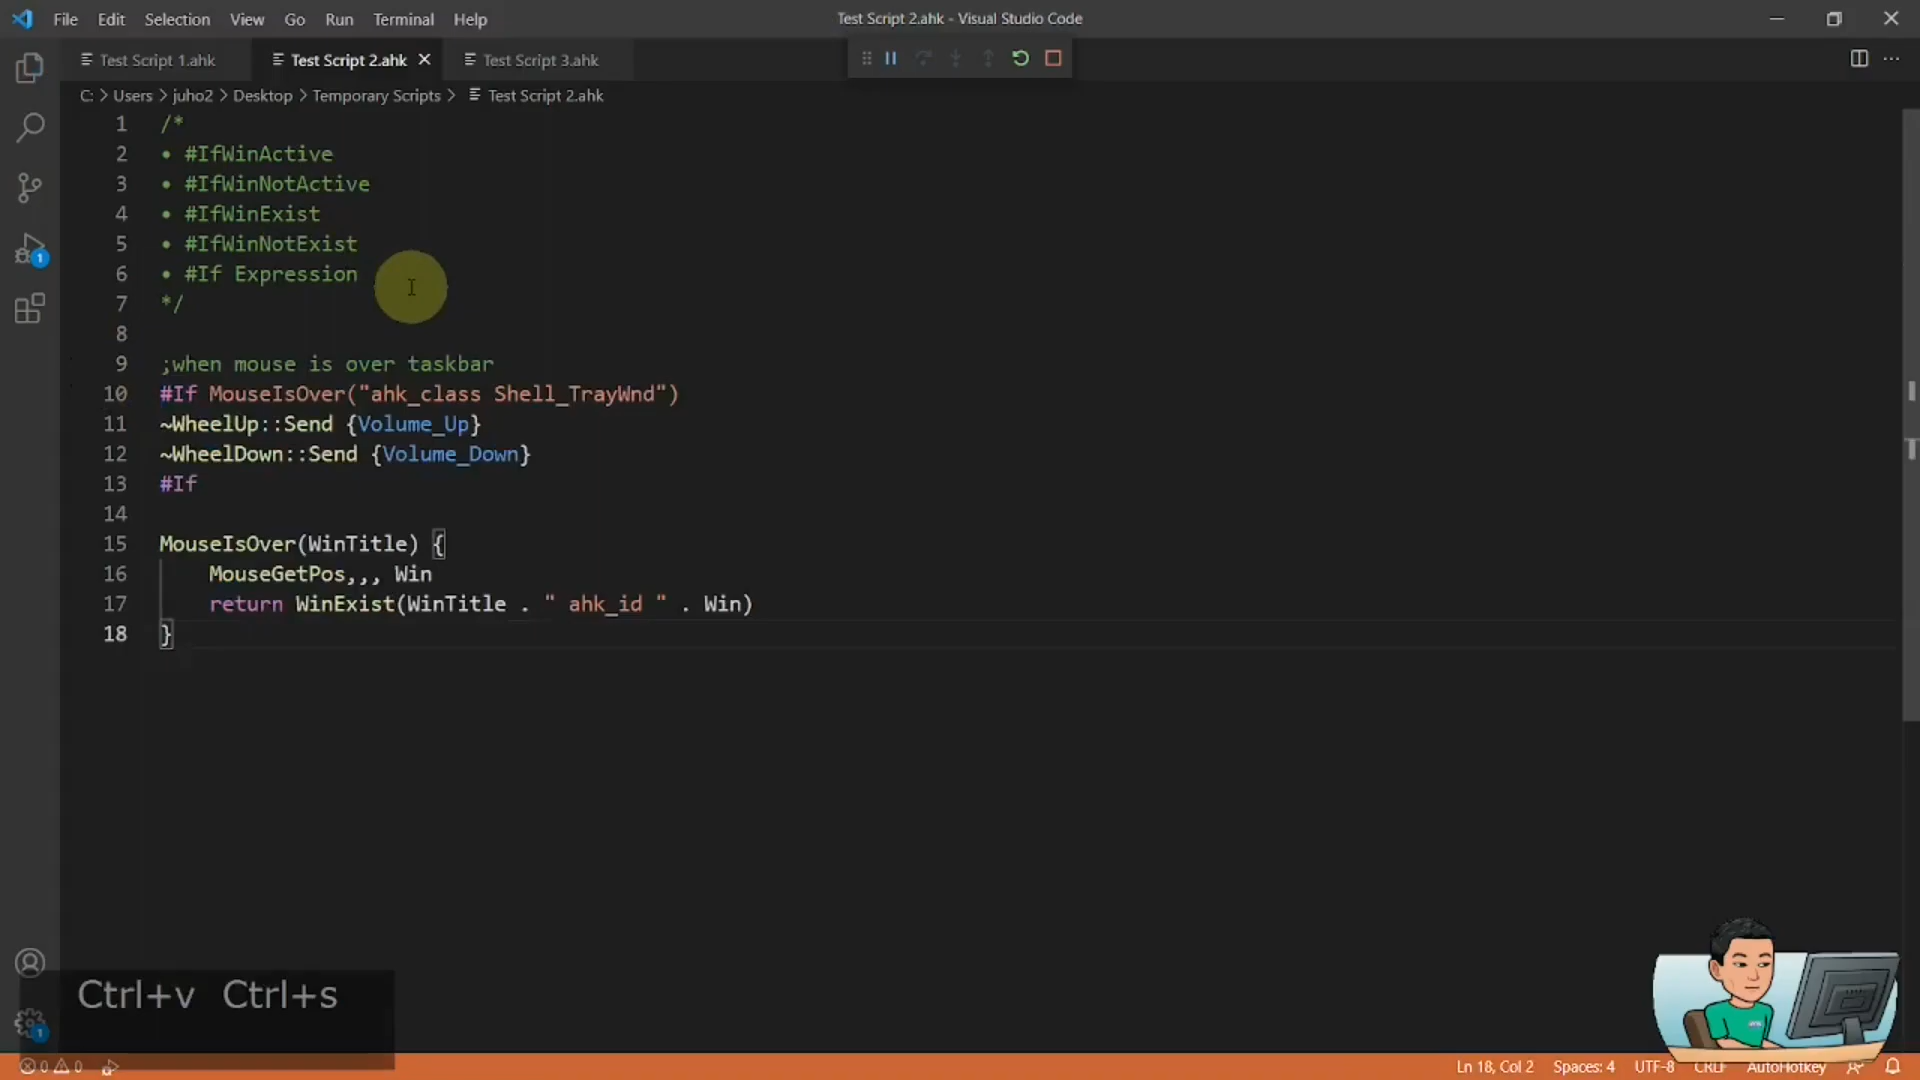 File Edit Selection View Go Run Terminal Help
Test Script 2.ahk - Visual Studio Code
Test Script 1.ahk
Test Script 2.ahk
Test Script 3.ahk
C: > Users > juho2 > Desktop > Temporary Scripts > Test Script 2.ahk
1 /*
2 • #IfWinActive
3 • #IfWinNotActive
4 • #IfWinExist
5 • #IfWinNotExist
6 • #If Expression
7 */
8
9 ;when mouse is over taskbar
10 #If MouseIsOver("ahk_class Shell_TrayWnd")
11 ~WheelUp::Send {Volume_Up}
12 ~WheelDown::Send {Volume_Down}
13 #If
14
15 MouseIsOver(WinTitle) {
16 MouseGetPos,,, Win
17 return WinExist(WinTitle . " ahk_id " . Win)
18 }
1
1
Ctrl+v Ctrl+s
0 0
Ln 18, Col 2 Spaces: 4 UTF-8 CRLF AutoHotkey